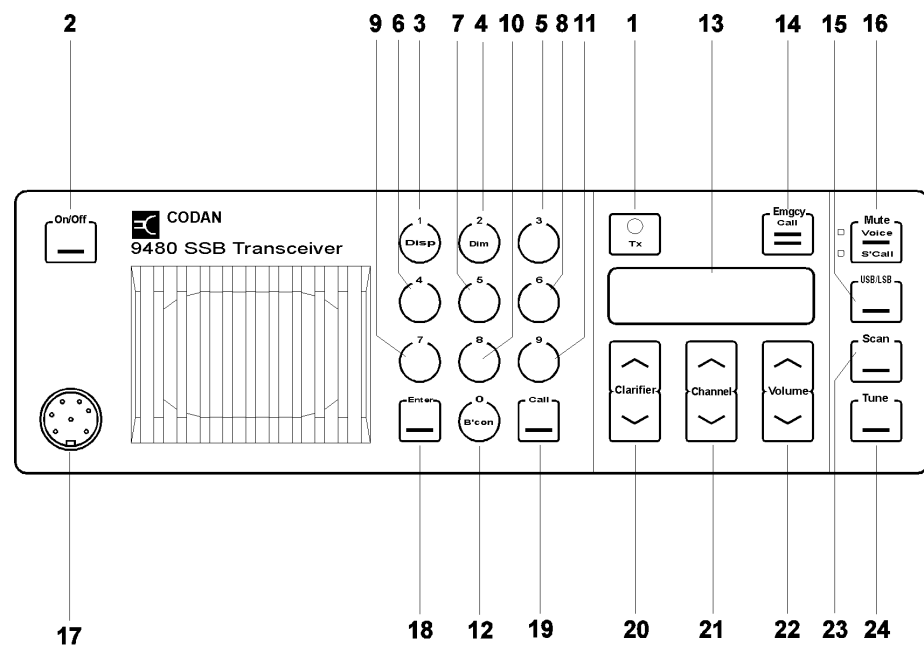 2 9 6 3 7 4 10 5 8 11 1 13 14 15 16
On/Off
CODAN
9480 SSB Transceiver
1 2 3
Disp Dim
4 5 6
7 8 9
Enter 0 Call
B'con
Tx
Emgcy
Call
Clarifier Channel Volume
Mute
Voice
S'Call
USB/LSB
Scan
Tune
17 18 12 19 20 21 22 23 24